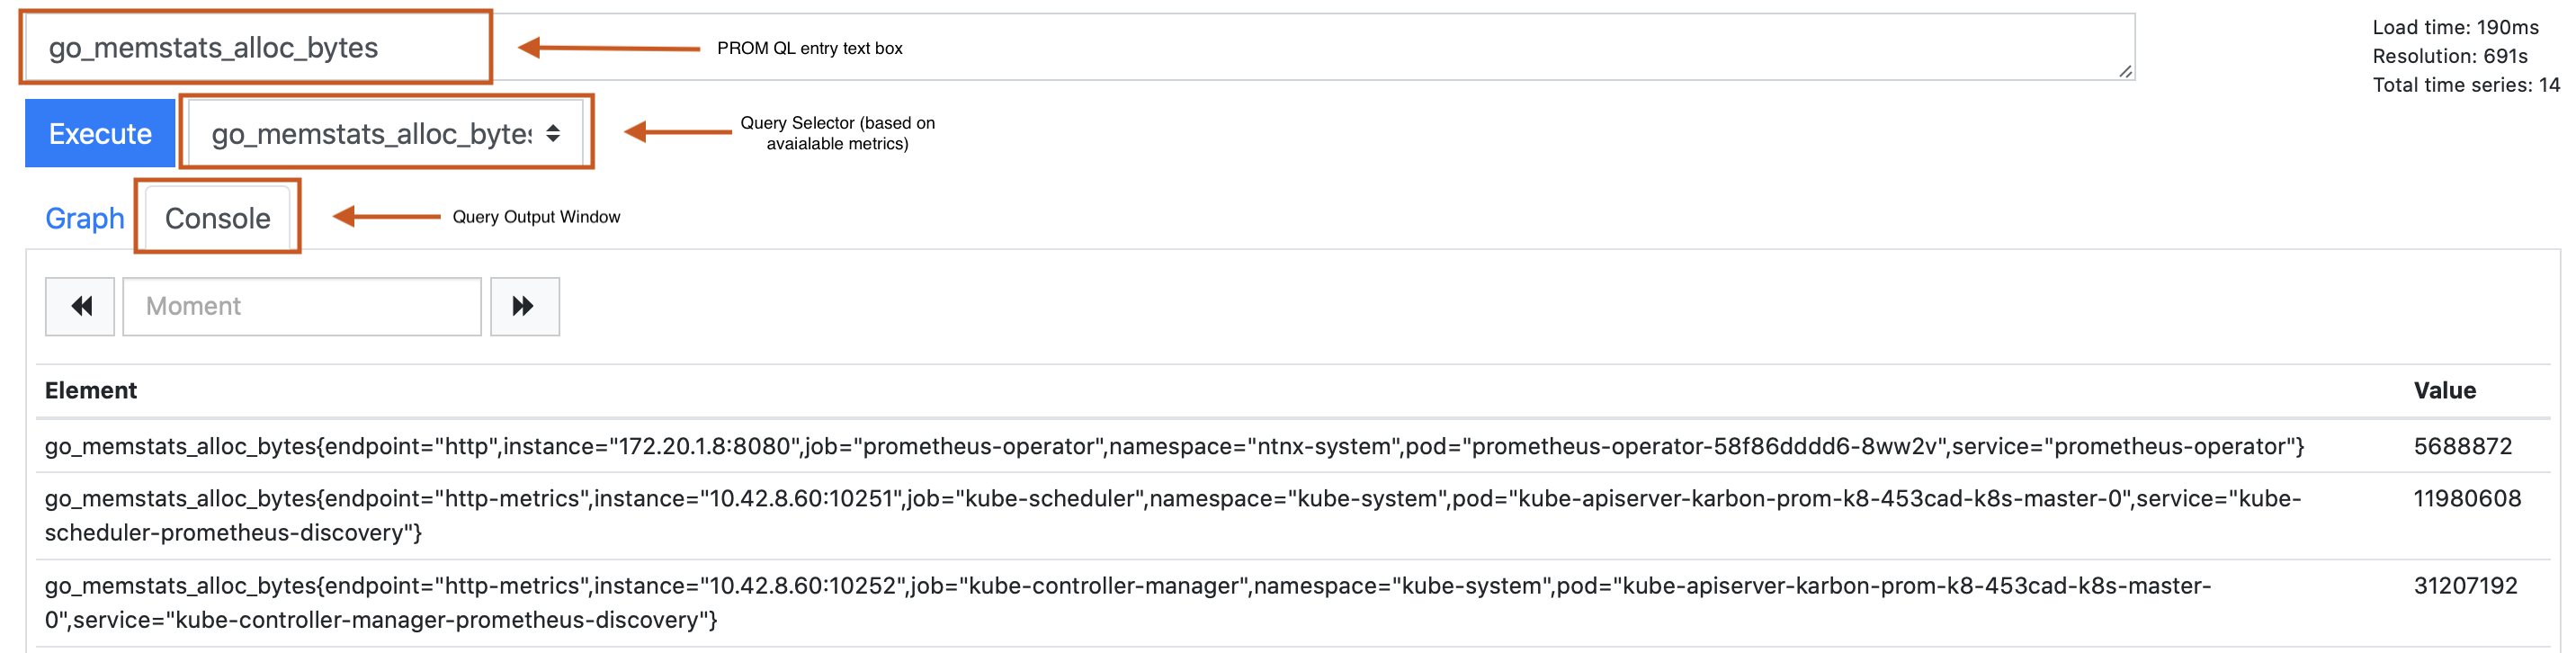 go_memstats_alloc_bytes
PROM QL entry text box
Load time: 190ms
Resolution: 691s
Total time series: 14
Execute
go_memstats_alloc_bytes
Query Selector (based on
avaialable metrics)
Graph
Console
Query Output Window
Moment
Element
Value
go_memstats_alloc_bytes{endpoint="http",instance="172.20.1.8:8080",job="prometheus-operator",namespace="ntnx-system",pod="prometheus-operator-58f86dddd6-8ww2v",service="prometheus-operator"}
5688872
go_memstats_alloc_bytes{endpoint="http-metrics",instance="10.42.8.60:10251",job="kube-scheduler",namespace="kube-system",pod="kube-apiserver-karbon-prom-k8-453cad-k8s-master-0",service="kube-
scheduler-prometheus-discovery"}
11980608
go_memstats_alloc_bytes{endpoint="http-metrics",instance="10.42.8.60:10252",job="kube-controller-manager",namespace="kube-system",pod="kube-apiserver-karbon-prom-k8-453cad-k8s-master-
0",service="kube-controller-manager-prometheus-discovery"}
31207192